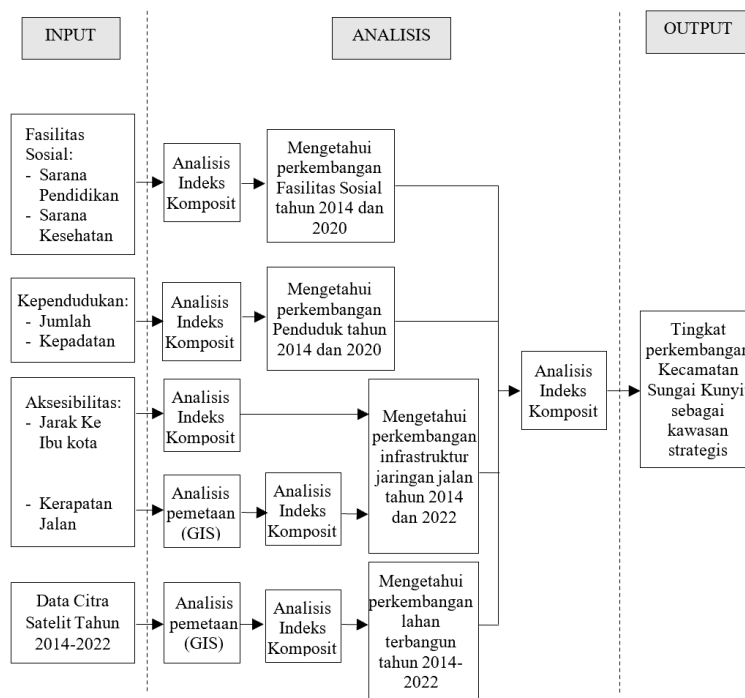 INPUT
ANALISIS
OUTPUT
Fasilitas
Sosial:
- Sarana
Pendidikan
- Sarana
Kesehatan
Analisis
Indeks
Komposit
Mengetahui
perkembangan
Fasilitas Sosial
tahun 2014 dan
2020
Kependudukan:
- Jumlah
- Kepadatan
Analisis
Indeks
Komposit
Mengetahui
perkembangan
Penduduk tahun
2014 dan 2020
Aksesibilitas:
- Jarak Ke
Ibu kota
- Kerapatan
Jalan
Analisis
Indeks
Komposit
Analisis
pemetaan
(GIS)
Analisis
Indeks
Komposit
Mengetahui
perkembangan
infrastruktur
jaringan jalan
tahun 2014
dan 2022
Data Citra
Satelit Tahun
2014-2022
Analisis
pemetaan
(GIS)
Analisis
Indeks
Komposit
Mengetahui
perkembangan
lahan
terbangun
tahun 2014-
2022
Analisis
Indeks
Komposit
Tingkat
perkembangan
Kecamatan
Sungai Kunyit
sebagai
kawasan
strategis